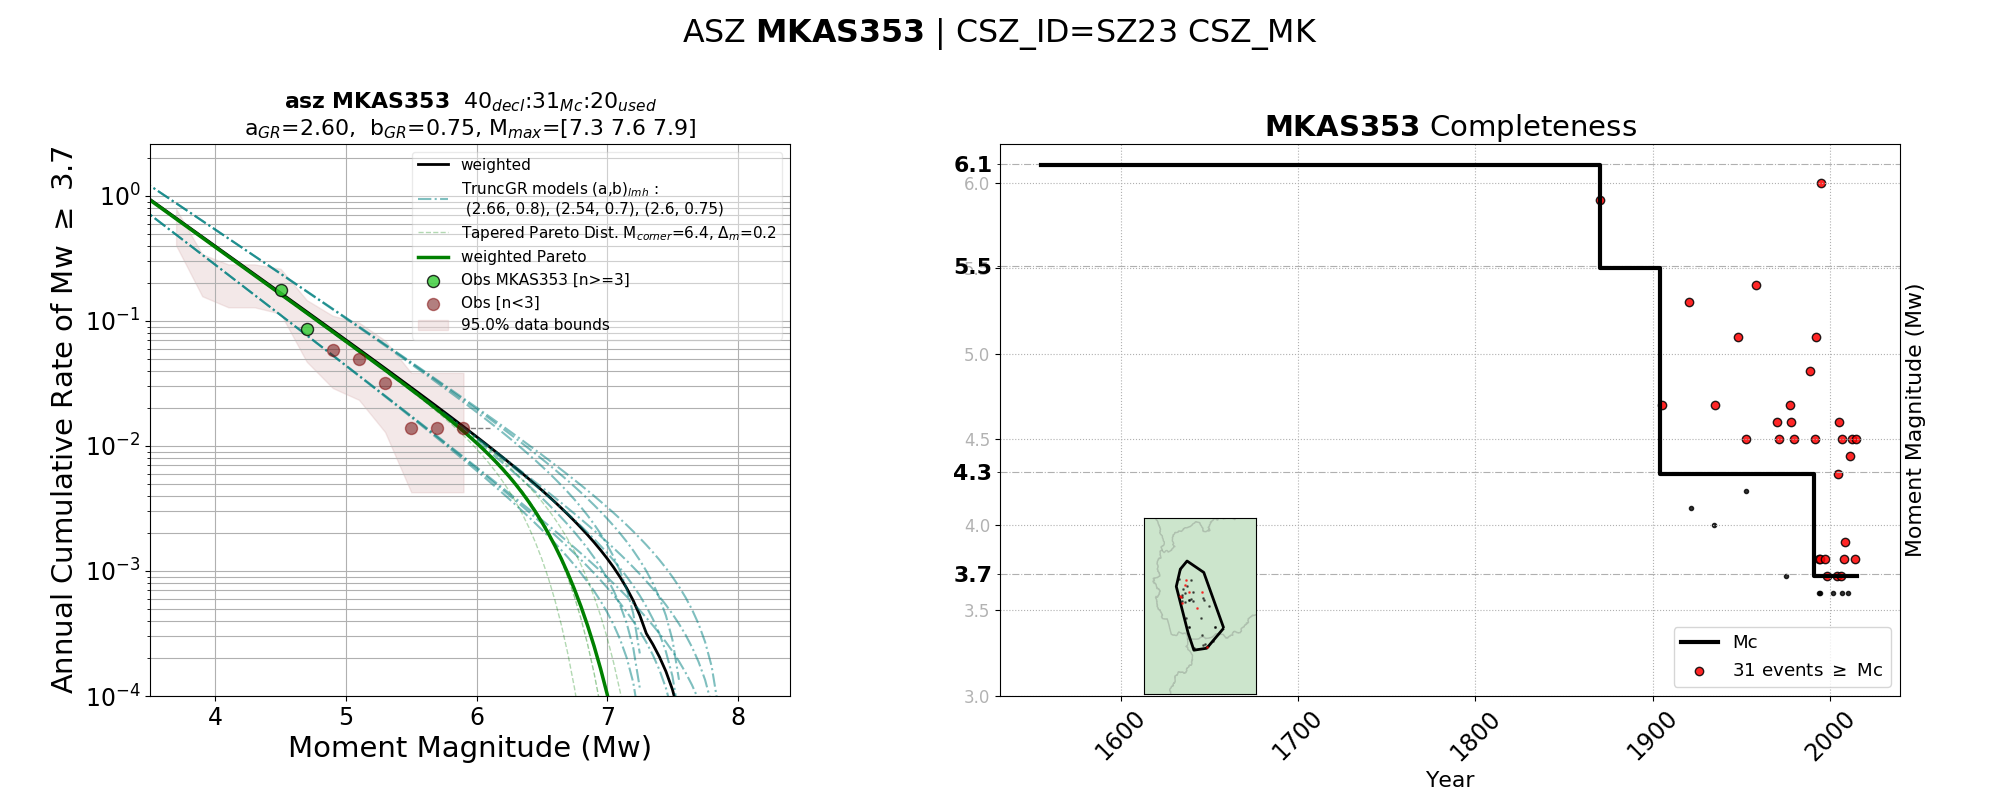 ASZ MKAS353 | CSZ_ID=SZ23 CSZ_MK
asz MKAS353 40decl:31Mc:20used
aGR=2.60, bGR=0.75, Mmax=[7.3 7.6 7.9]
Annual Cumulative Rate of Mw ≥ 3.7
10^0
10^-1
10^-2
10^-3
10^-4
weighted
TruncGR models (a,b)lmh :
(2.66, 0.8), (2.54, 0.7), (2.6, 0.75)
Tapered Pareto Dist. Mcorner=6.4, Δm=0.2
weighted Pareto
Obs MKAS353 [n>=3]
Obs [n<3]
95.0% data bounds
4 5 6 7 8
Moment Magnitude (Mw)
MKAS353 Completeness
6.1
6.0
5.5
5.0
4.5
4.3
4.0
3.7
3.5
3.0
Mc
31 events ≥ Mc
1600 1700 1800 1900 2000
Year
Moment Magnitude (Mw)